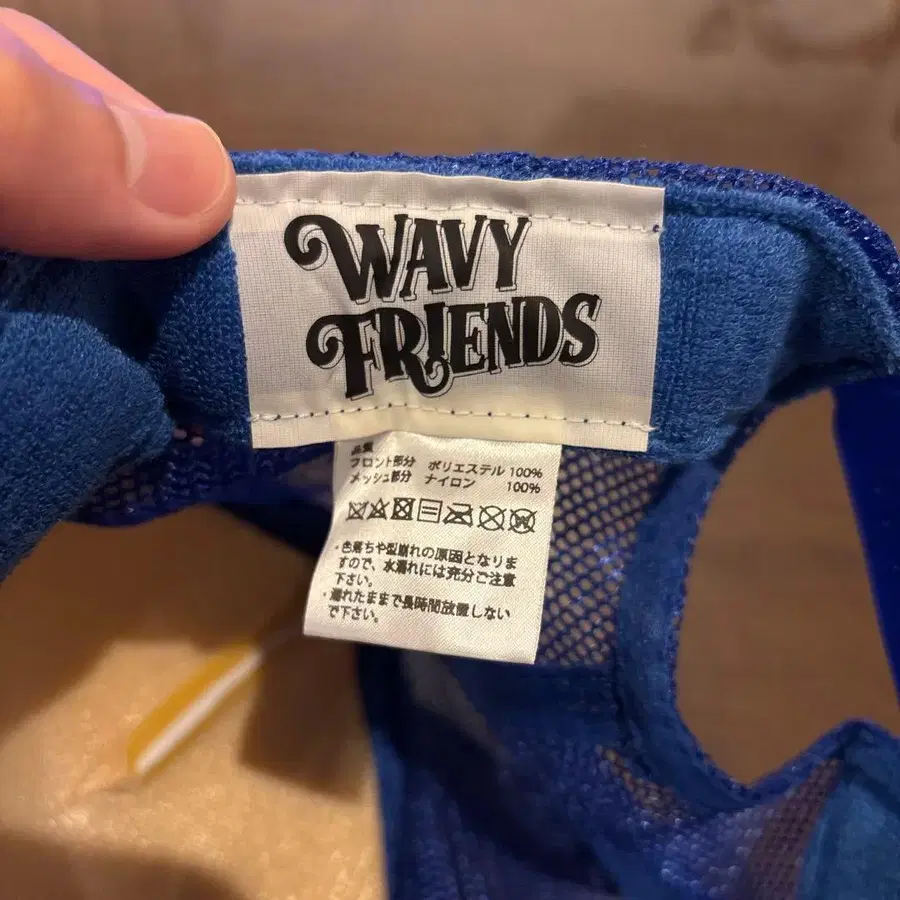 WAVY
FRIENDS
品質
フロント部分 ポリエステル 100%
メッシュ部分 ナイロン 100%
・色落ちや型崩れの原因となりま
すので、水濡れには充分ご注意
下さい。
・濡れたままで長時間放置しない
で下さい。